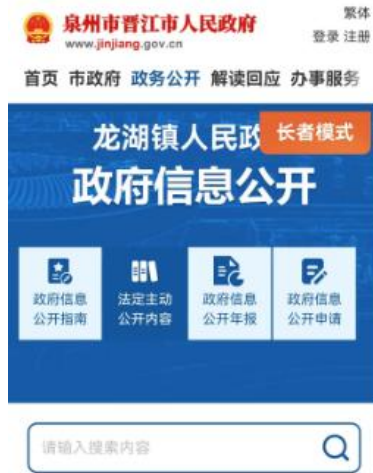 泉州市晋江市人民政府
www.jinjiang.gov.cn
繁体
登录 注册
首页 市政府 政务公开 解读回应 办事服务
龙湖镇人民政
长者模式
政府信息公开
政府信息
公开指南
法定主动
公开内容
政府信息
公开年报
政府信息
公开申请
请输入搜索内容